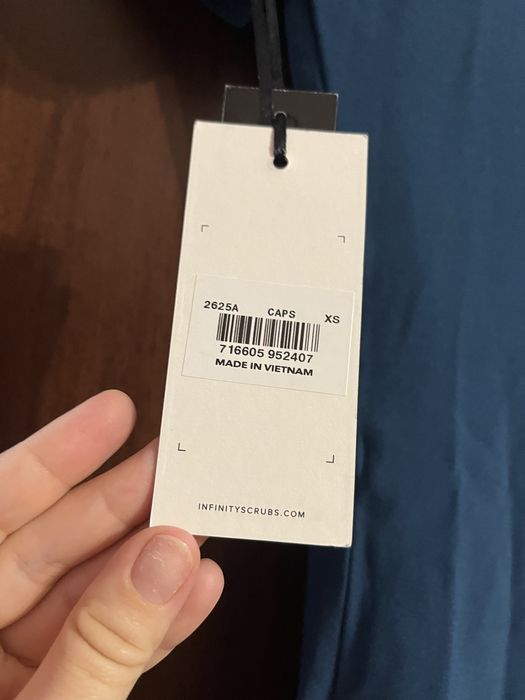 2625A CAPS XS
716605 952407
MADE IN VIETNAM
INFINITYSCRUBS.COM